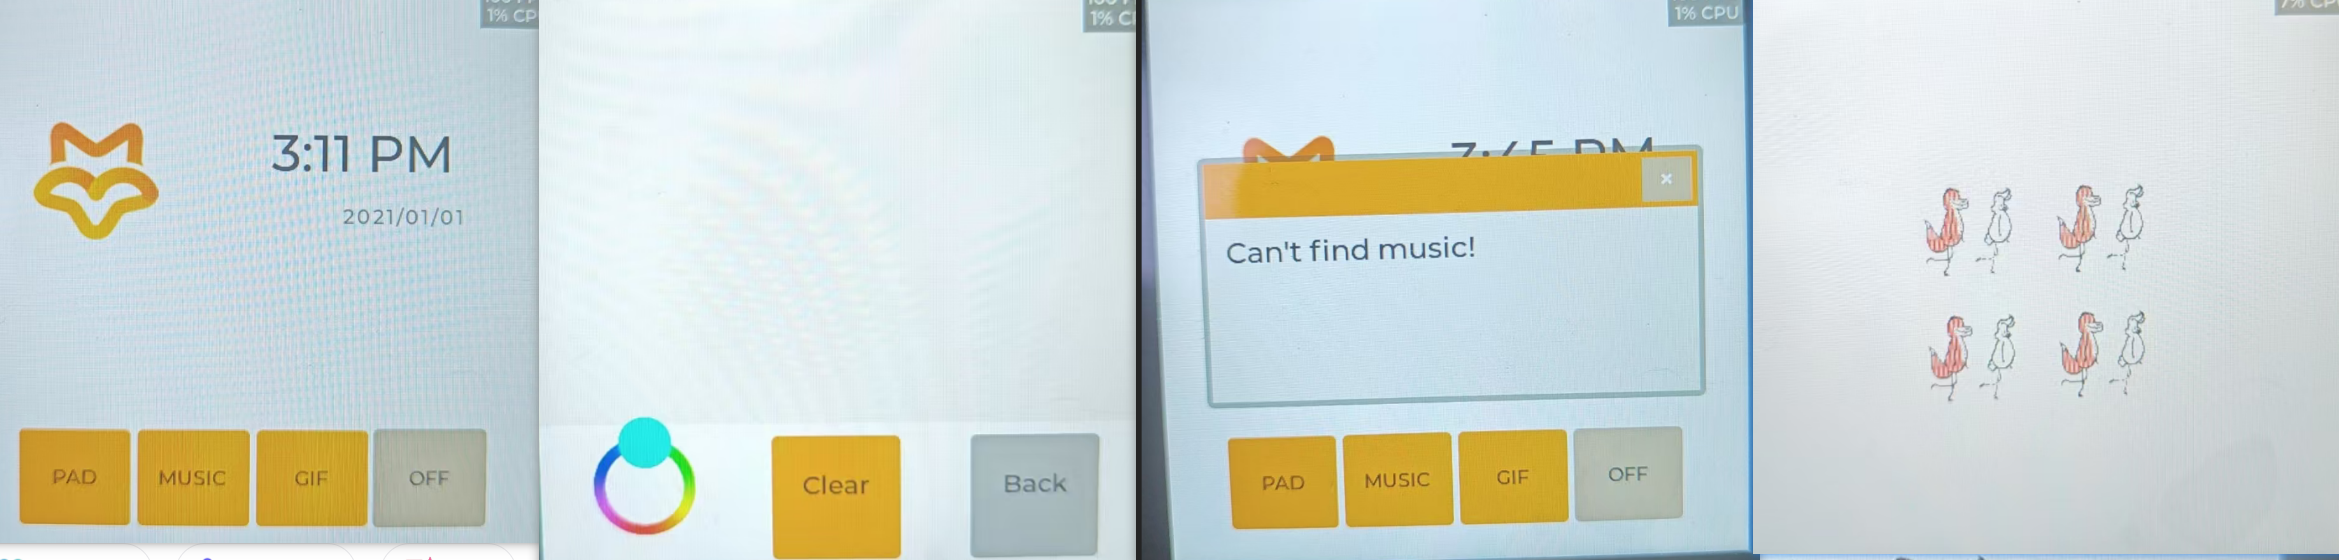 1% CP
3:11 PM
2021/01/01
PAD
MUSIC
GIF
OFF
1% C
Clear
Back
1% CPU
×
Can't find music!
PAD
MUSIC
GIF
OFF